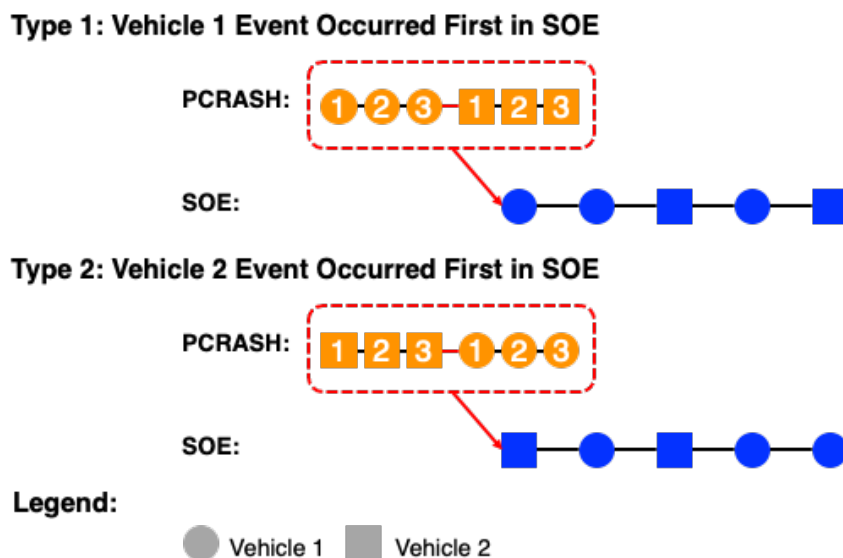 Type 1: Vehicle 1 Event Occurred First in SOE
PCRASH: 1 2 3 1 2 3
SOE:
Type 2: Vehicle 2 Event Occurred First in SOE
PCRASH: 1 2 3 1 2 3
SOE:
Legend:
Vehicle 1 Vehicle 2